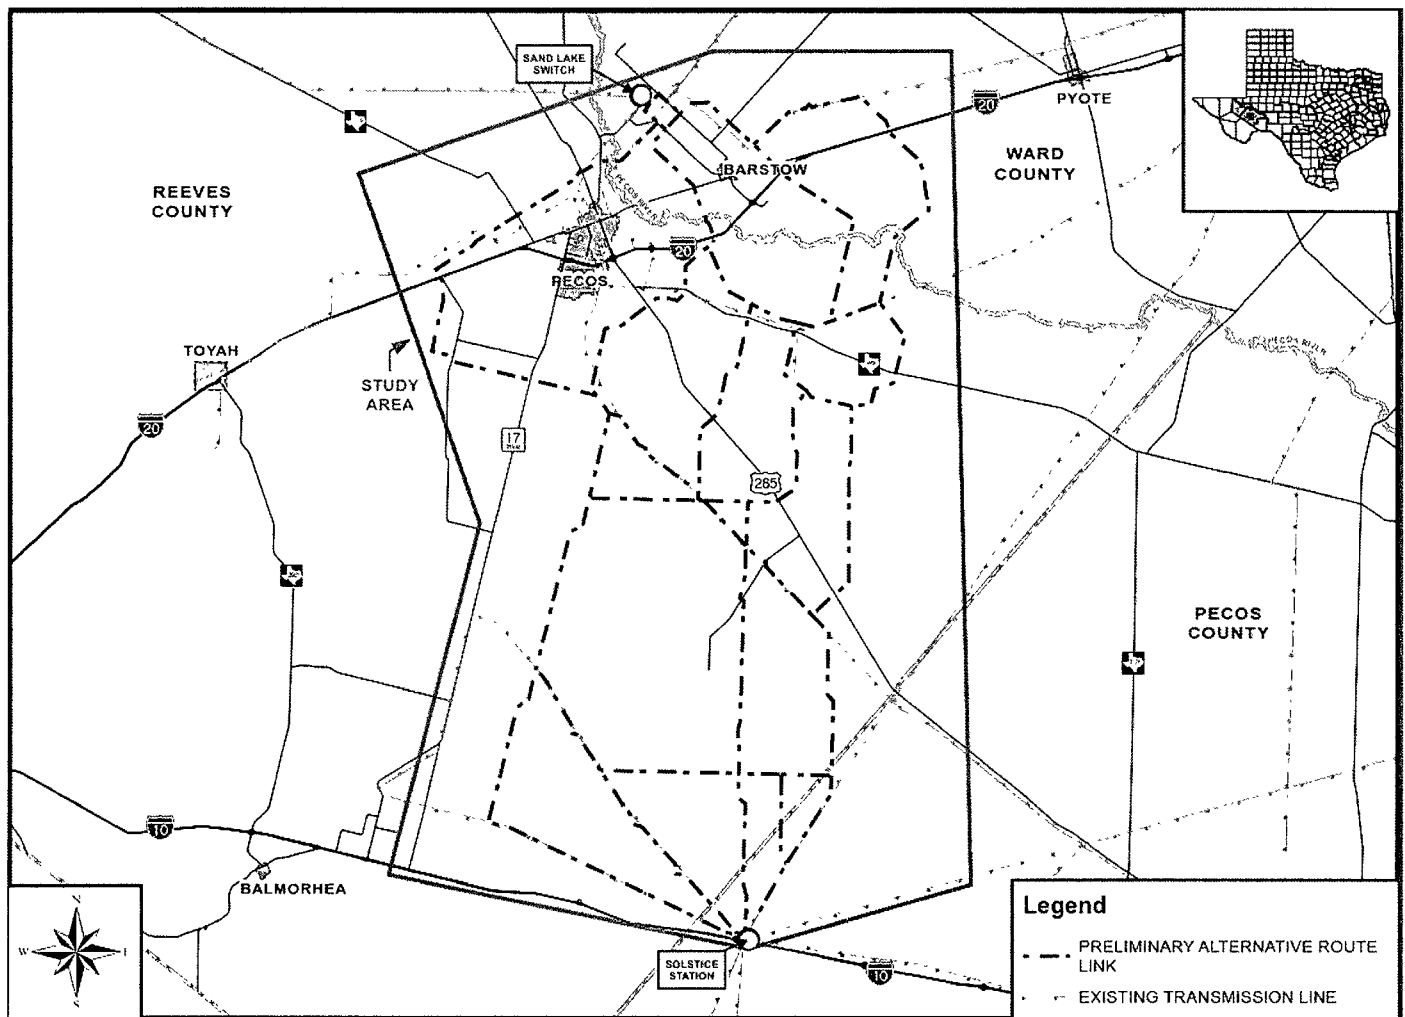 SAND LAKE
SWITCH
20
PYOTE
WARD
COUNTY
REEVES
COUNTY
BARSTOW
PECOS RIVER
20
PECOS
TOYAH
STUDY
AREA
PECOS RIVER
20
17
285
PECOS
COUNTY
10
BALMORHEA
SOLSTICE
STATION
10
N
W
E
S
Legend
PRELIMINARY ALTERNATIVE ROUTE
LINK
EXISTING TRANSMISSION LINE